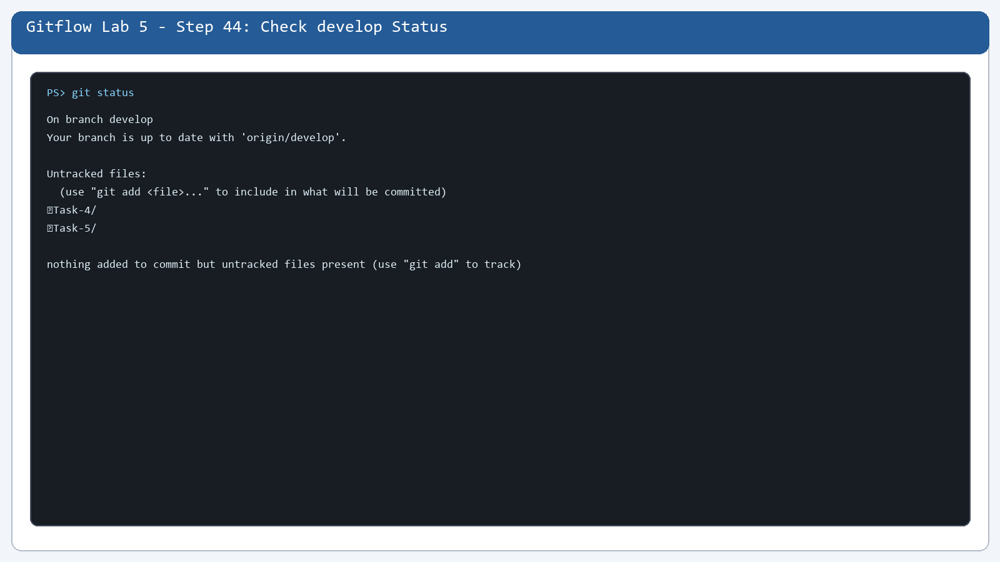 Gitflow Lab 5 - Step 44: Check develop Status
PS> git status
On branch develop
Your branch is up to date with 'origin/develop'.
Untracked files:
(use "git add <file>..." to include in what will be committed)
Task-4/
Task-5/
nothing added to commit but untracked files present (use "git add" to track)